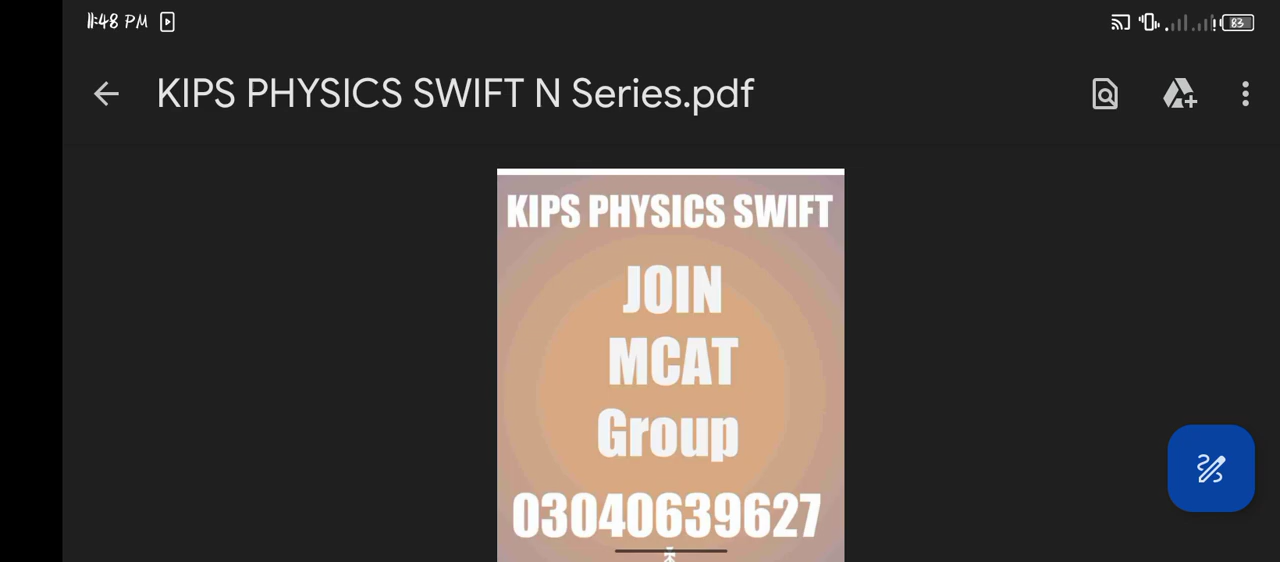 11:48 PM
83
KIPS PHYSICS SWIFT N Series.pdf
KIPS PHYSICS SWIFT
JOIN
MCAT
Group
03040639627